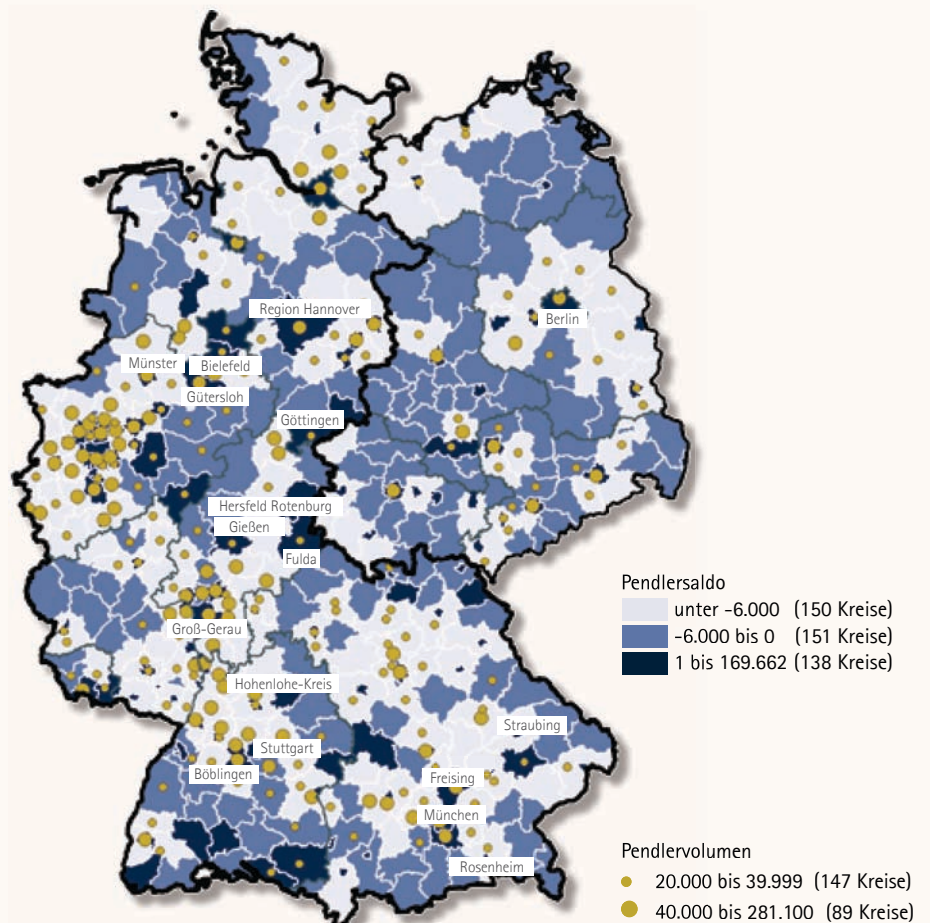 Region Hannover
Berlin
Münster
Bielefeld
Gütersloh
Göttingen
Hersfeld Rotenburg
Gießen
Fulda
Pendlersaldo
unter -6.000 (150 Kreise)
-6.000 bis 0 (151 Kreise)
1 bis 169.662 (138 Kreise)
Groß-Gerau
Hohenlohe-Kreis
Straubing
Stuttgart
Böblingen
Freising
München
Rosenheim
Pendlervolumen
20.000 bis 39.999 (147 Kreise)
40.000 bis 281.100 (89 Kreise)